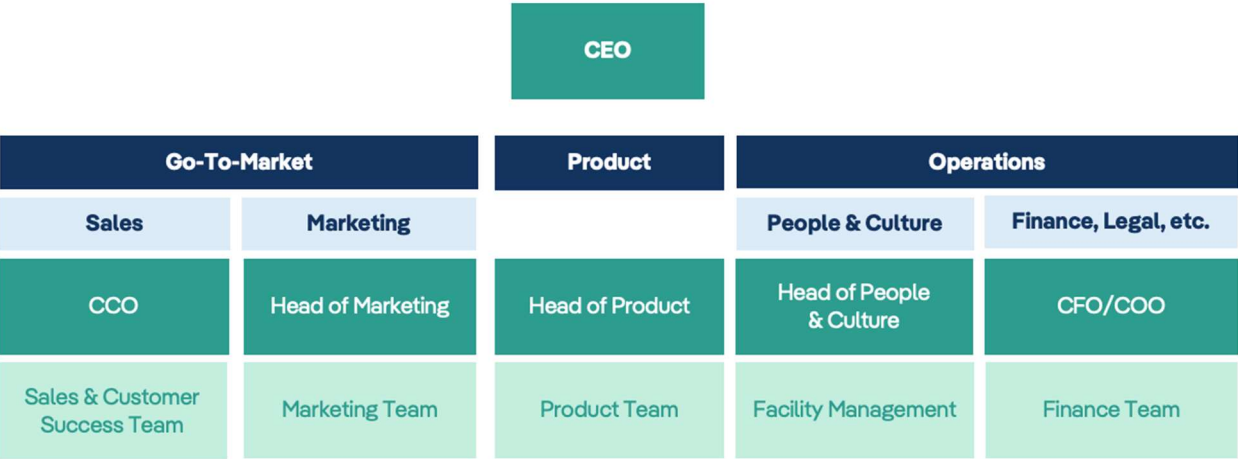 CEO
Go-To-Market
Product
Operations
Sales
Marketing
People & Culture
Finance, Legal, etc.
CCO
Head of Marketing
Head of Product
Head of People
& Culture
CFO/COO
Sales & Customer
Success Team
Marketing Team
Product Team
Facility Management
Finance Team